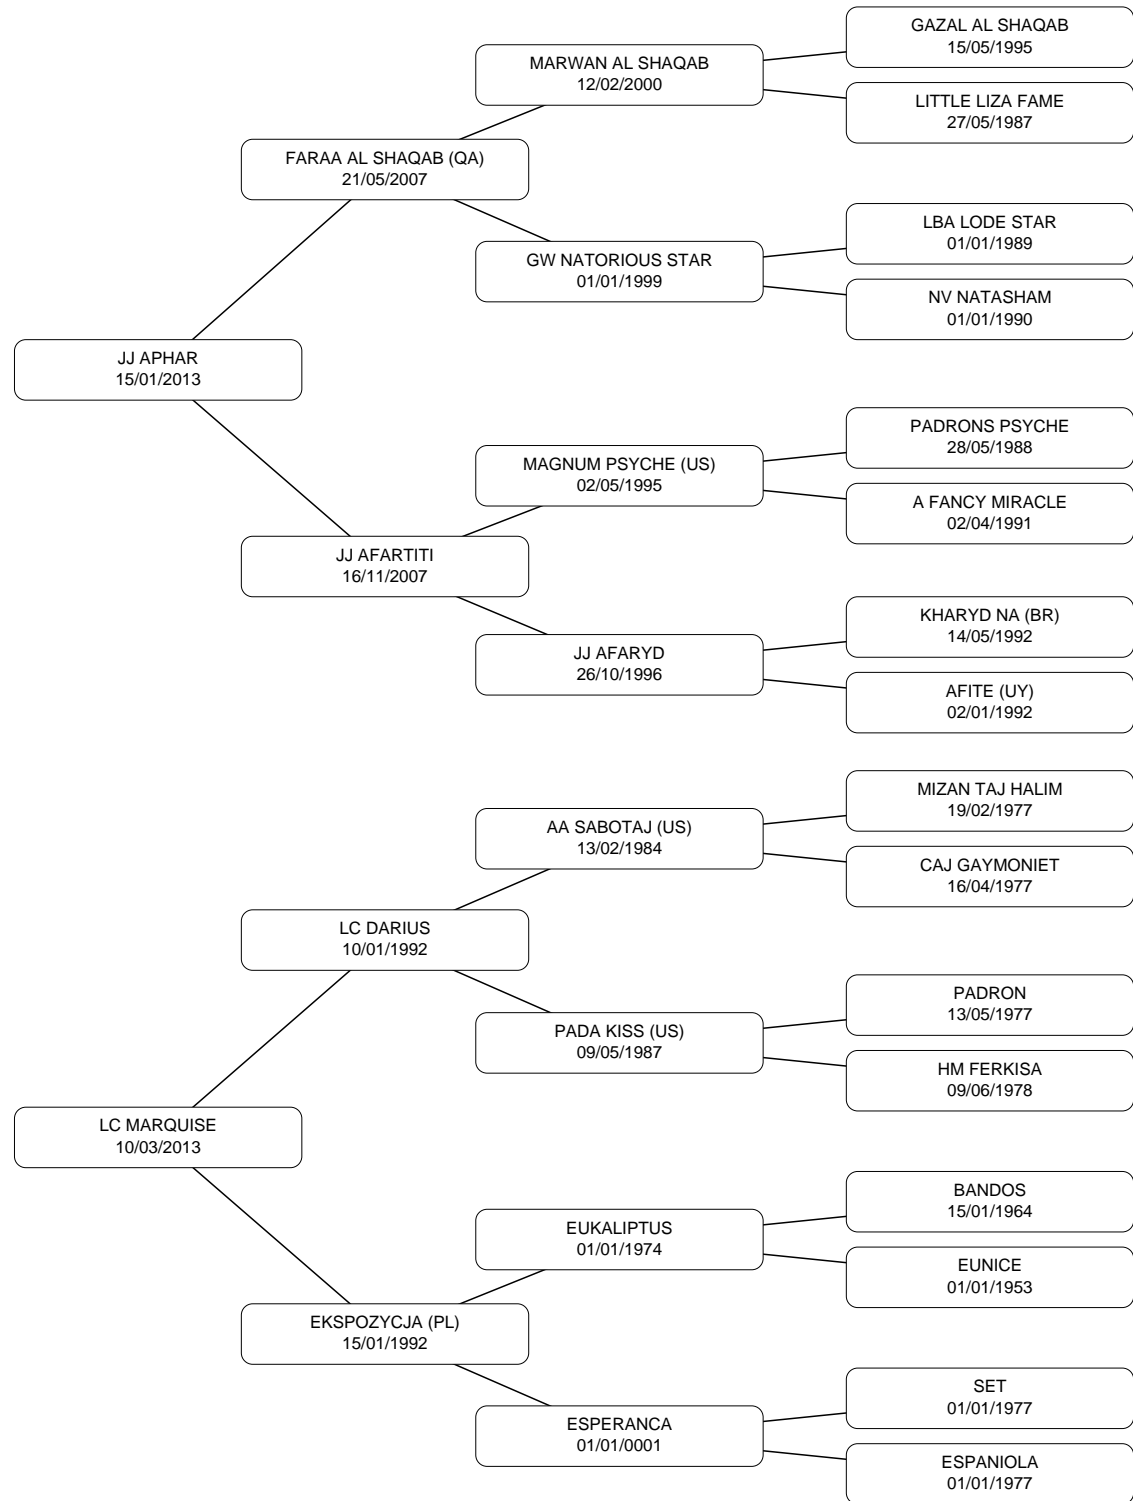 GAZAL AL SHAQAB
15/05/1995
MARWAN AL SHAQAB
12/02/2000
LITTLE LIZA FAME
27/05/1987
FARAA AL SHAQAB (QA)
21/05/2007
LBA LODE STAR
01/01/1989
GW NATORIOUS STAR
01/01/1999
NV NATASHAM
01/01/1990
JJ APHAR
15/01/2013
PADRONS PSYCHE
28/05/1988
MAGNUM PSYCHE (US)
02/05/1995
A FANCY MIRACLE
02/04/1991
JJ AFARTITI
16/11/2007
KHARYD NA (BR)
14/05/1992
JJ AFARYD
26/10/1996
AFITE (UY)
02/01/1992
MIZAN TAJ HALIM
19/02/1977
AA SABOTAJ (US)
13/02/1984
CAJ GAYMONIET
16/04/1977
LC DARIUS
10/01/1992
PADRON
13/05/1977
PADA KISS (US)
09/05/1987
HM FERKISA
09/06/1978
LC MARQUISE
10/03/2013
BANDOS
15/01/1964
EUKALIPTUS
01/01/1974
EUNICE
01/01/1953
EKSPOZYCJA (PL)
15/01/1992
SET
01/01/1977
ESPERANCA
01/01/0001
ESPANIOLA
01/01/1977